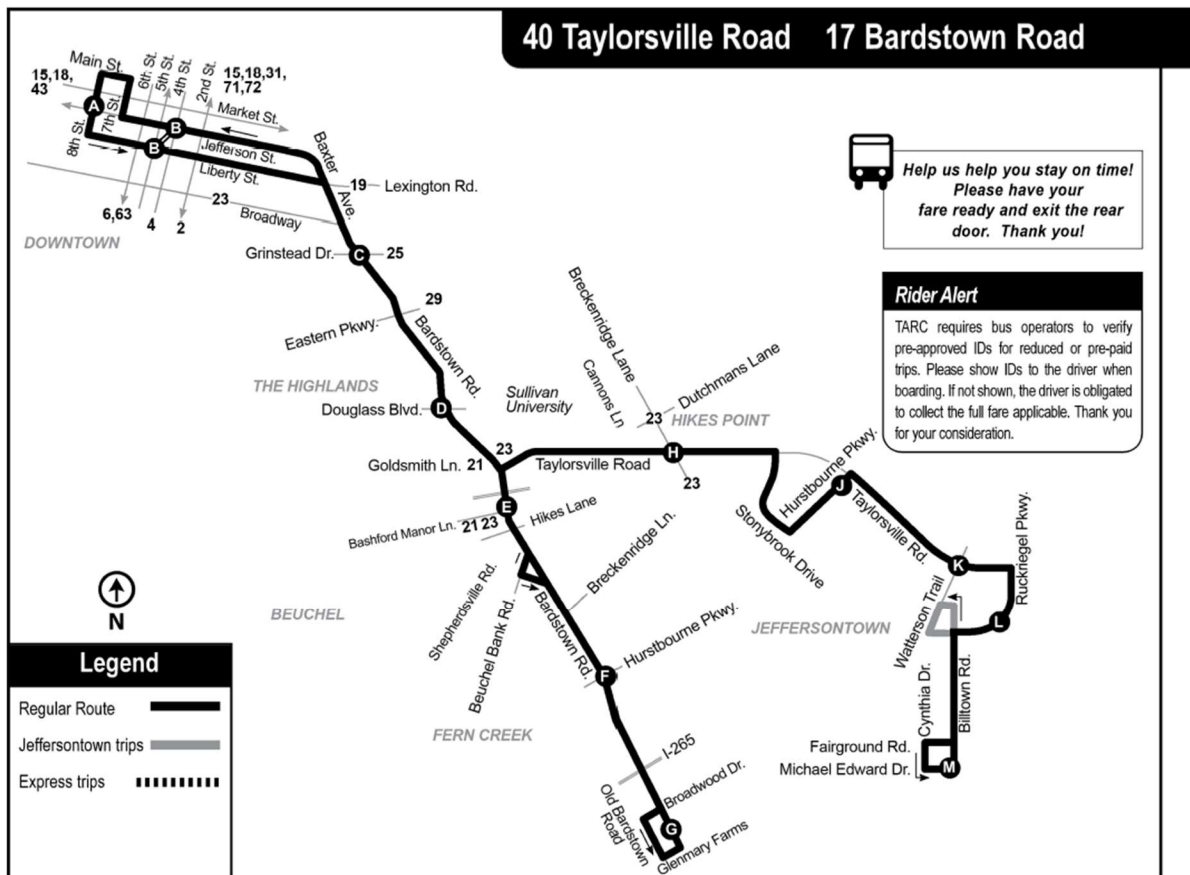 40 Taylorsville Road 17 Bardstown Road
Main St.
15,18,
43
6th St.
5th St.
4th St.
2nd St.
15,18,31,
71,72
A
7th St.
8th St.
Market St.
B
Jefferson St.
B
Liberty St.
Baxter
Ave.
19
Lexington Rd.
23
Broadway
6,63
4
2
DOWNTOWN
Grinstead Dr.
C
25
29
Eastern Pkwy.
Bardstown Rd.
THE HIGHLANDS
Douglass Blvd.
D
Sullivan
University
Breckenridge Lane
Cannons Ln
Dutchmans Lane
23
HIKES POINT
Goldsmith Ln.
21
23
Taylorsville Road
H
23
Hurstbourne Pkwy.
J
Stonybrook Drive
Taylorsville Rd.
E
Bashford Manor Ln.
21 23
Hikes Lane
Breckenridge Ln.
K
Ruckriegel Pkwy.
Watterson Trail
L
JEFFERSONTOWN
Shepherdsville Rd.
Beuchel Bank Rd.
Bardstown Rd.
BEUCHEL
Hurstbourne Pkwy.
F
FERN CREEK
Cynthia Dr.
Billtown Rd.
Fairground Rd.
Michael Edward Dr.
M
I-265
Broadwood Dr.
Old Bardstown
Road
G
Glenmary Farms
N
Help us help you stay on time!
Please have your
fare ready and exit the rear
door. Thank you!
Rider Alert
TARC requires bus operators to verify
pre-approved IDs for reduced or pre-paid
trips. Please show IDs to the driver when
boarding. If not shown, the driver is obligated
to collect the full fare applicable. Thank you
for your consideration.
Legend
Regular Route
Jeffersontown trips
Express trips